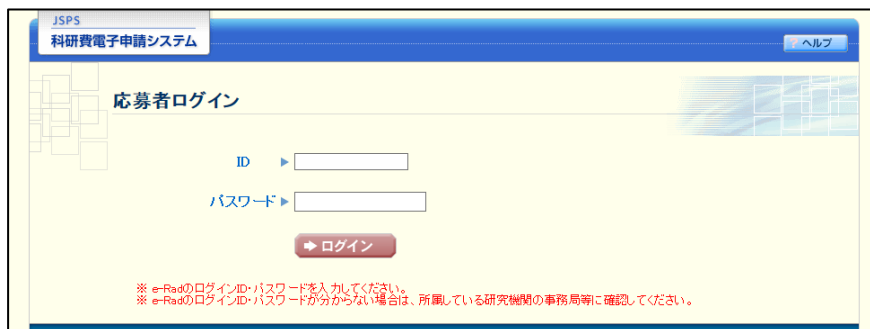 JSPS
科研費電子申請システム
? ヘルプ
応募者ログイン
ID
パスワード
ログイン
※ e-RadのログインID・パスワードを入力してください。
※ e-RadのログインID・パスワードが分からない場合は、所属している研究機関の事務局等に確認してください。